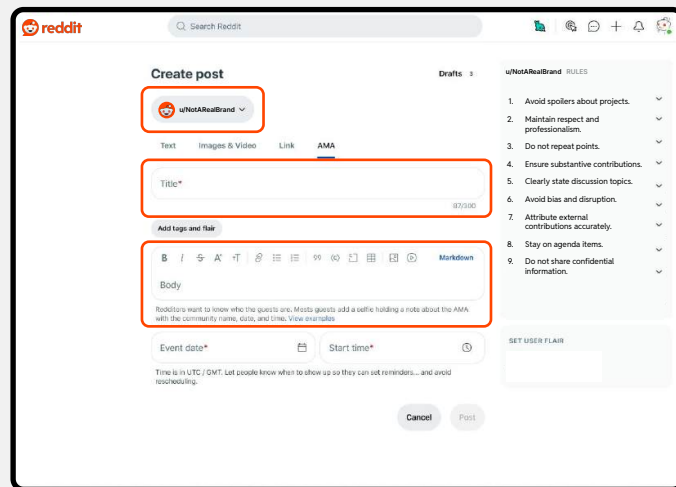 reddit
Search Reddit
Create post
Drafts 3
u/NotARealBrand
Text Images & Video Link AMA
Title*
87/300
Add tags and flair
B I S Markdown
Body
Redditors want to know who the guests are. Mosts guests add a selfie holding a note about the AMA
with the community name, date, and time. View examples
Event date*
Start time*
Time is in UTC / GMT. Let people know when to show up so they can set reminders... and avoid
rescheduling.
Cancel
Post
u/NotARealBrand RULES
1. Avoid spoilers about projects.
2. Maintain respect and
professionalism.
3. Do not repeat points.
4. Ensure substantive contributions.
5. Clearly state discussion topics.
6. Avoid bias and disruption.
7. Attribute external
contributions accurately.
8. Stay on agenda items.
9. Do not share confidential
information.
SET USER FLAIR